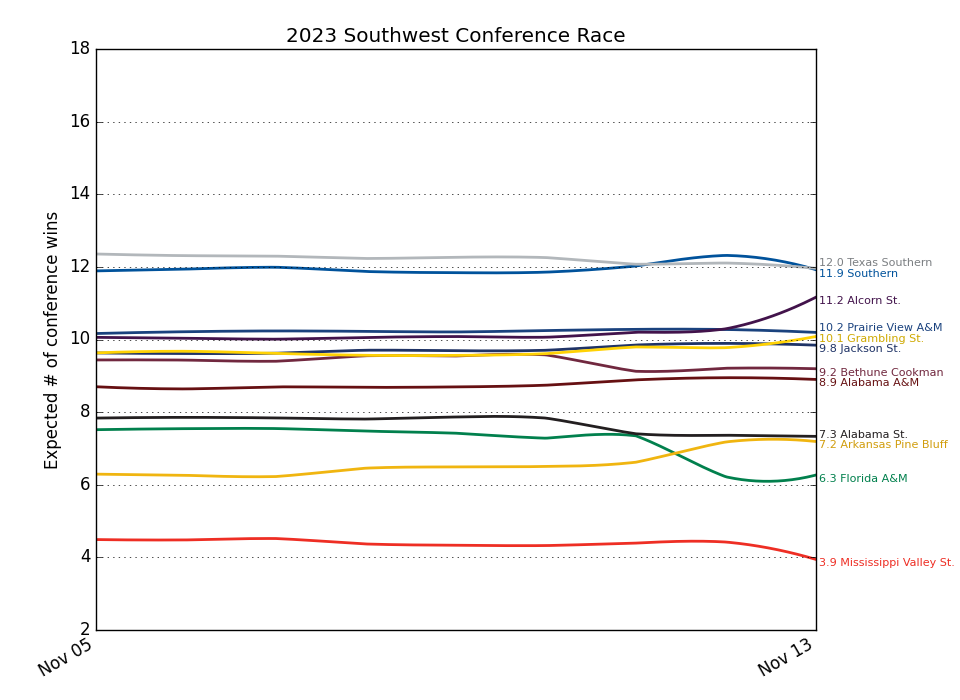 2023 Southwest Conference Race
Expected # of conference wins
18
16
14
12
10
8
6
4
2
Nov 05
Nov 13
12.0 Texas Southern
11.9 Southern
11.2 Alcorn St.
10.2 Prairie View A&M
10.1 Grambling St.
9.8 Jackson St.
9.2 Bethune Cookman
8.9 Alabama A&M
7.3 Alabama St.
7.2 Arkansas Pine Bluff
6.3 Florida A&M
3.9 Mississippi Valley St.